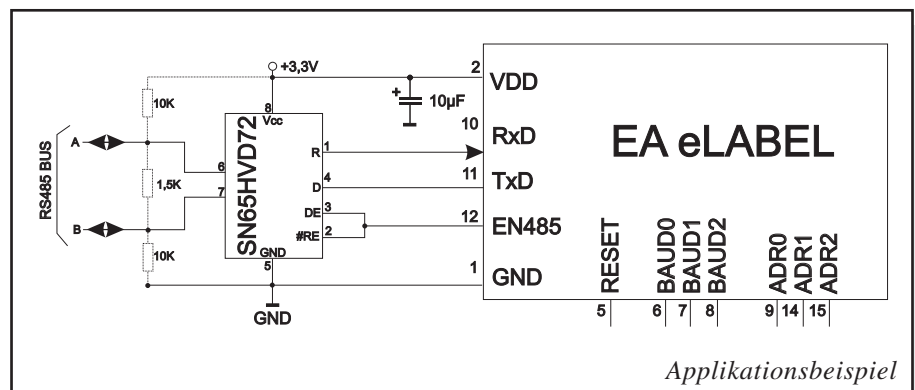 +3,3V
10K
A
RS485 BUS
1,5K
B
10K
8
Vcc
6
7
SN65HVD72
R 1
D 4
DE 3
#RE 2
GND
5
GND
+
10µF
2 VDD
10 RxD
11 TxD
12 EN485
1 GND
EA eLABEL
RESET BAUD0 BAUD1 BAUD2 ADR0 ADR1 ADR2
5 6 7 8 9 14 15
Applikationsbeispiel